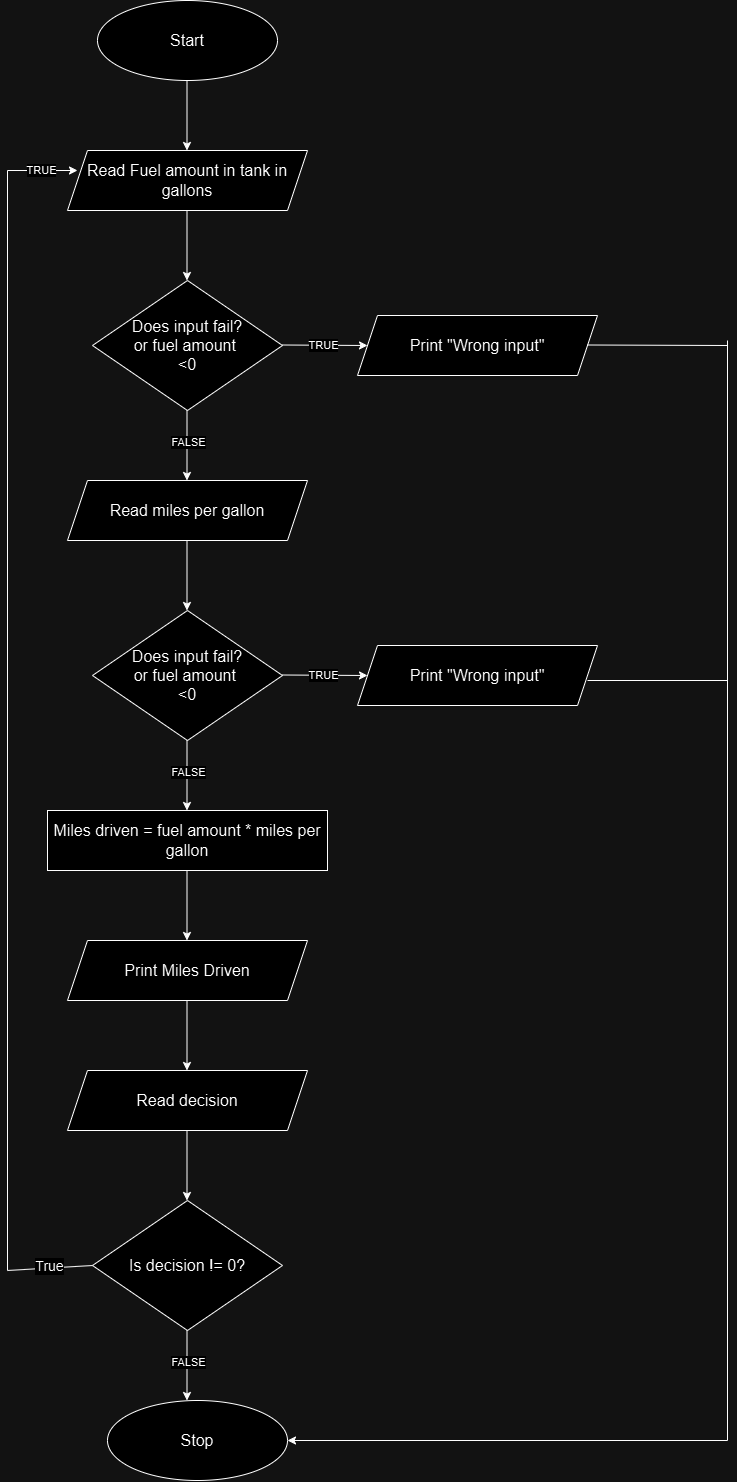 Start
TRUE
Read Fuel amount in tank in
gallons
Does input fail?
or fuel amount
<0
TRUE
Print "Wrong input"
FALSE
Read miles per gallon
Does input fail?
or fuel amount
<0
TRUE
Print "Wrong input"
FALSE
Miles driven = fuel amount * miles per
gallon
Print Miles Driven
Read decision
True
Is decision != 0?
FALSE
Stop